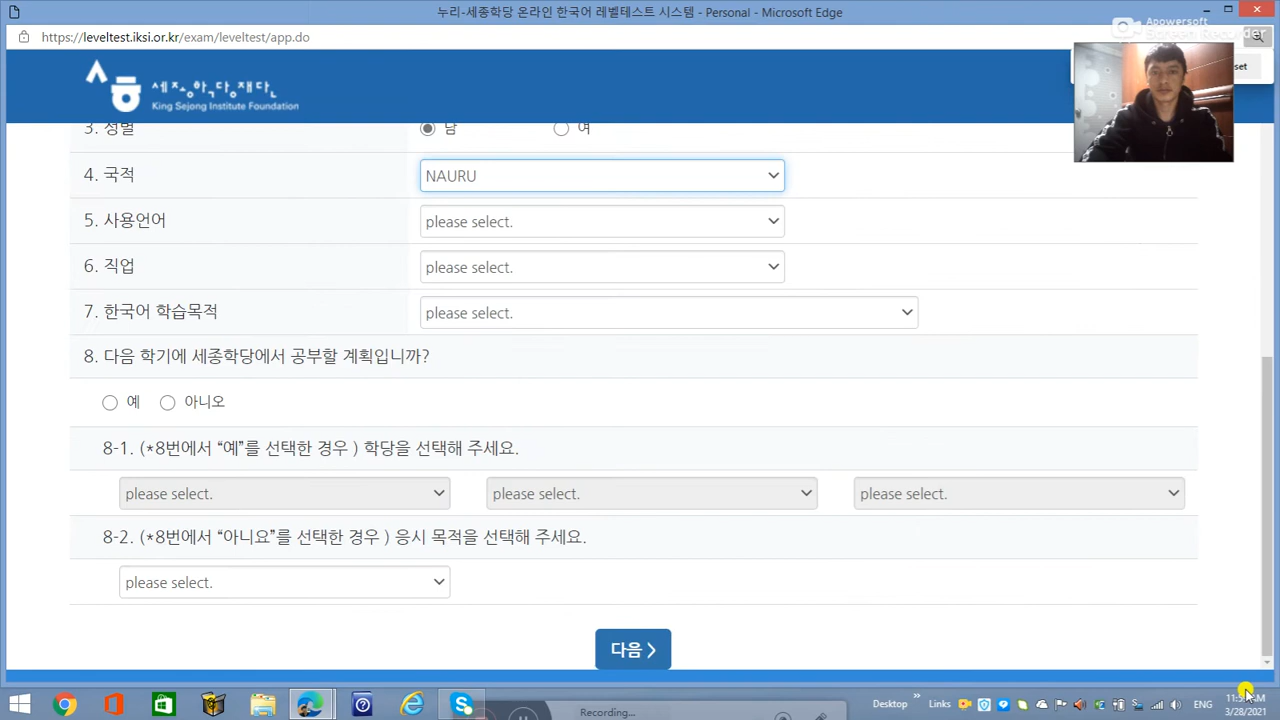 누리-세종학당 온라인 한국어 레벨테스트 시스템 - Personal - Microsoft Edge
https://leveltest.iksi.or.kr/exam/leveltest/app.do
Apowersoft
Screen Recorder
세종학당재단
King Sejong Institute Foundation
set
3. 성별 남 여
4. 국적 NAURU
5. 사용언어 please select.
6. 직업 please select.
7. 한국어 학습목적 please select.
8. 다음 학기에 세종학당에서 공부할 계획입니까?
예 아니오
8-1. (*8번에서 “예”를 선택한 경우 ) 학당을 선택해 주세요.
please select. please select. please select.
8-2. (*8번에서 “아니요”를 선택한 경우 ) 응시 목적을 선택해 주세요.
please select.
다음 >
Recording...
Desktop » Links ENG
3/28/2021